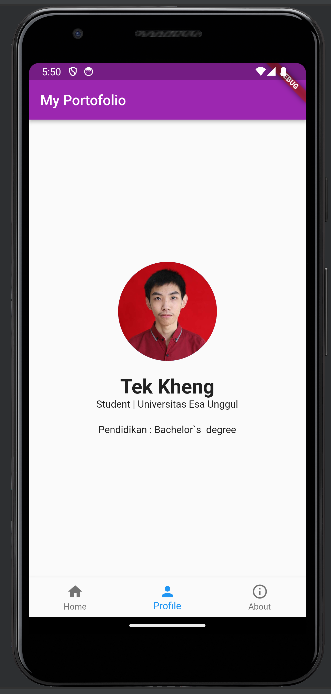 5:50
DEBUG
My Portofolio
Tek Kheng
Student | Universitas Esa Unggul
Pendidikan : Bachelor`s  degree
Home
Profile
About